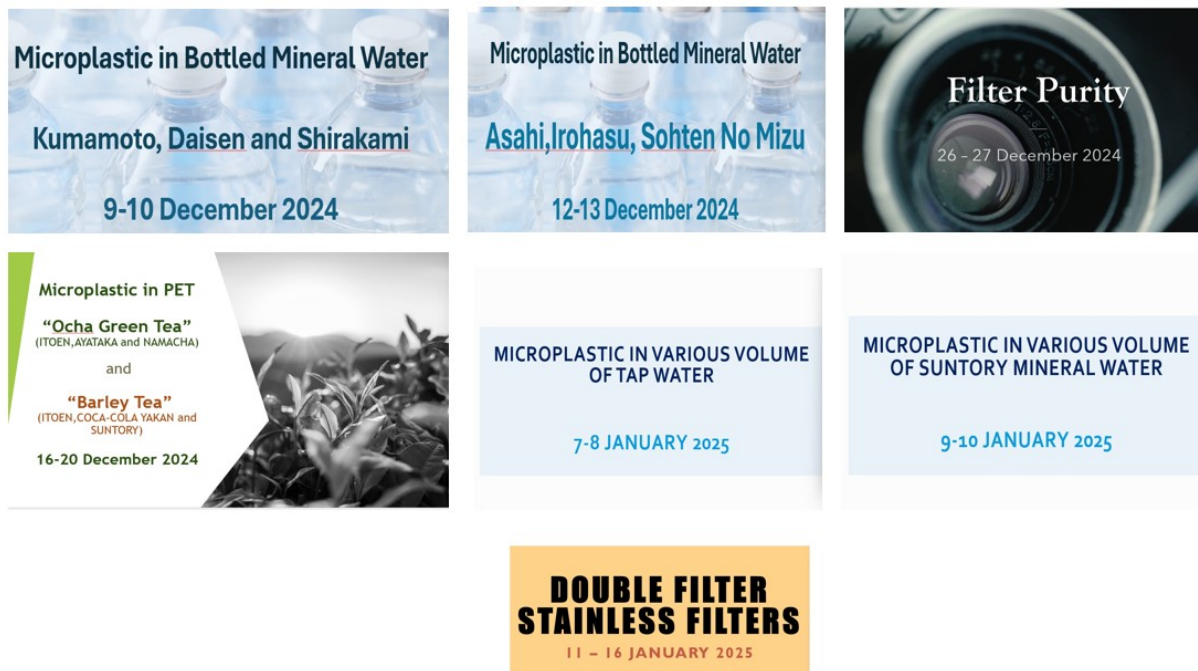 Microplastic in Bottled Mineral Water
Kumamoto, Daisen and Shirakami
9-10 December 2024
Microplastic in Bottled Mineral Water
Asahi,Irohasu, Sohten No Mizu
12-13 December 2024
Filter Purity
26 - 27 December 2024
Microplastic in PET
“Ocha Green Tea”
(ITOEN,AYATAKA and NAMACHA)
and
“Barley Tea”
(ITOEN,COCA-COLA YAKAN and
SUNTORY)
16-20 December 2024
MICROPLASTIC IN VARIOUS VOLUME
OF TAP WATER
7-8 JANUARY 2025
MICROPLASTIC IN VARIOUS VOLUME
OF SUNTORY MINERAL WATER
9-10 JANUARY 2025
DOUBLE FILTER
STAINLESS FILTERS
11 – 16 JANUARY 2025